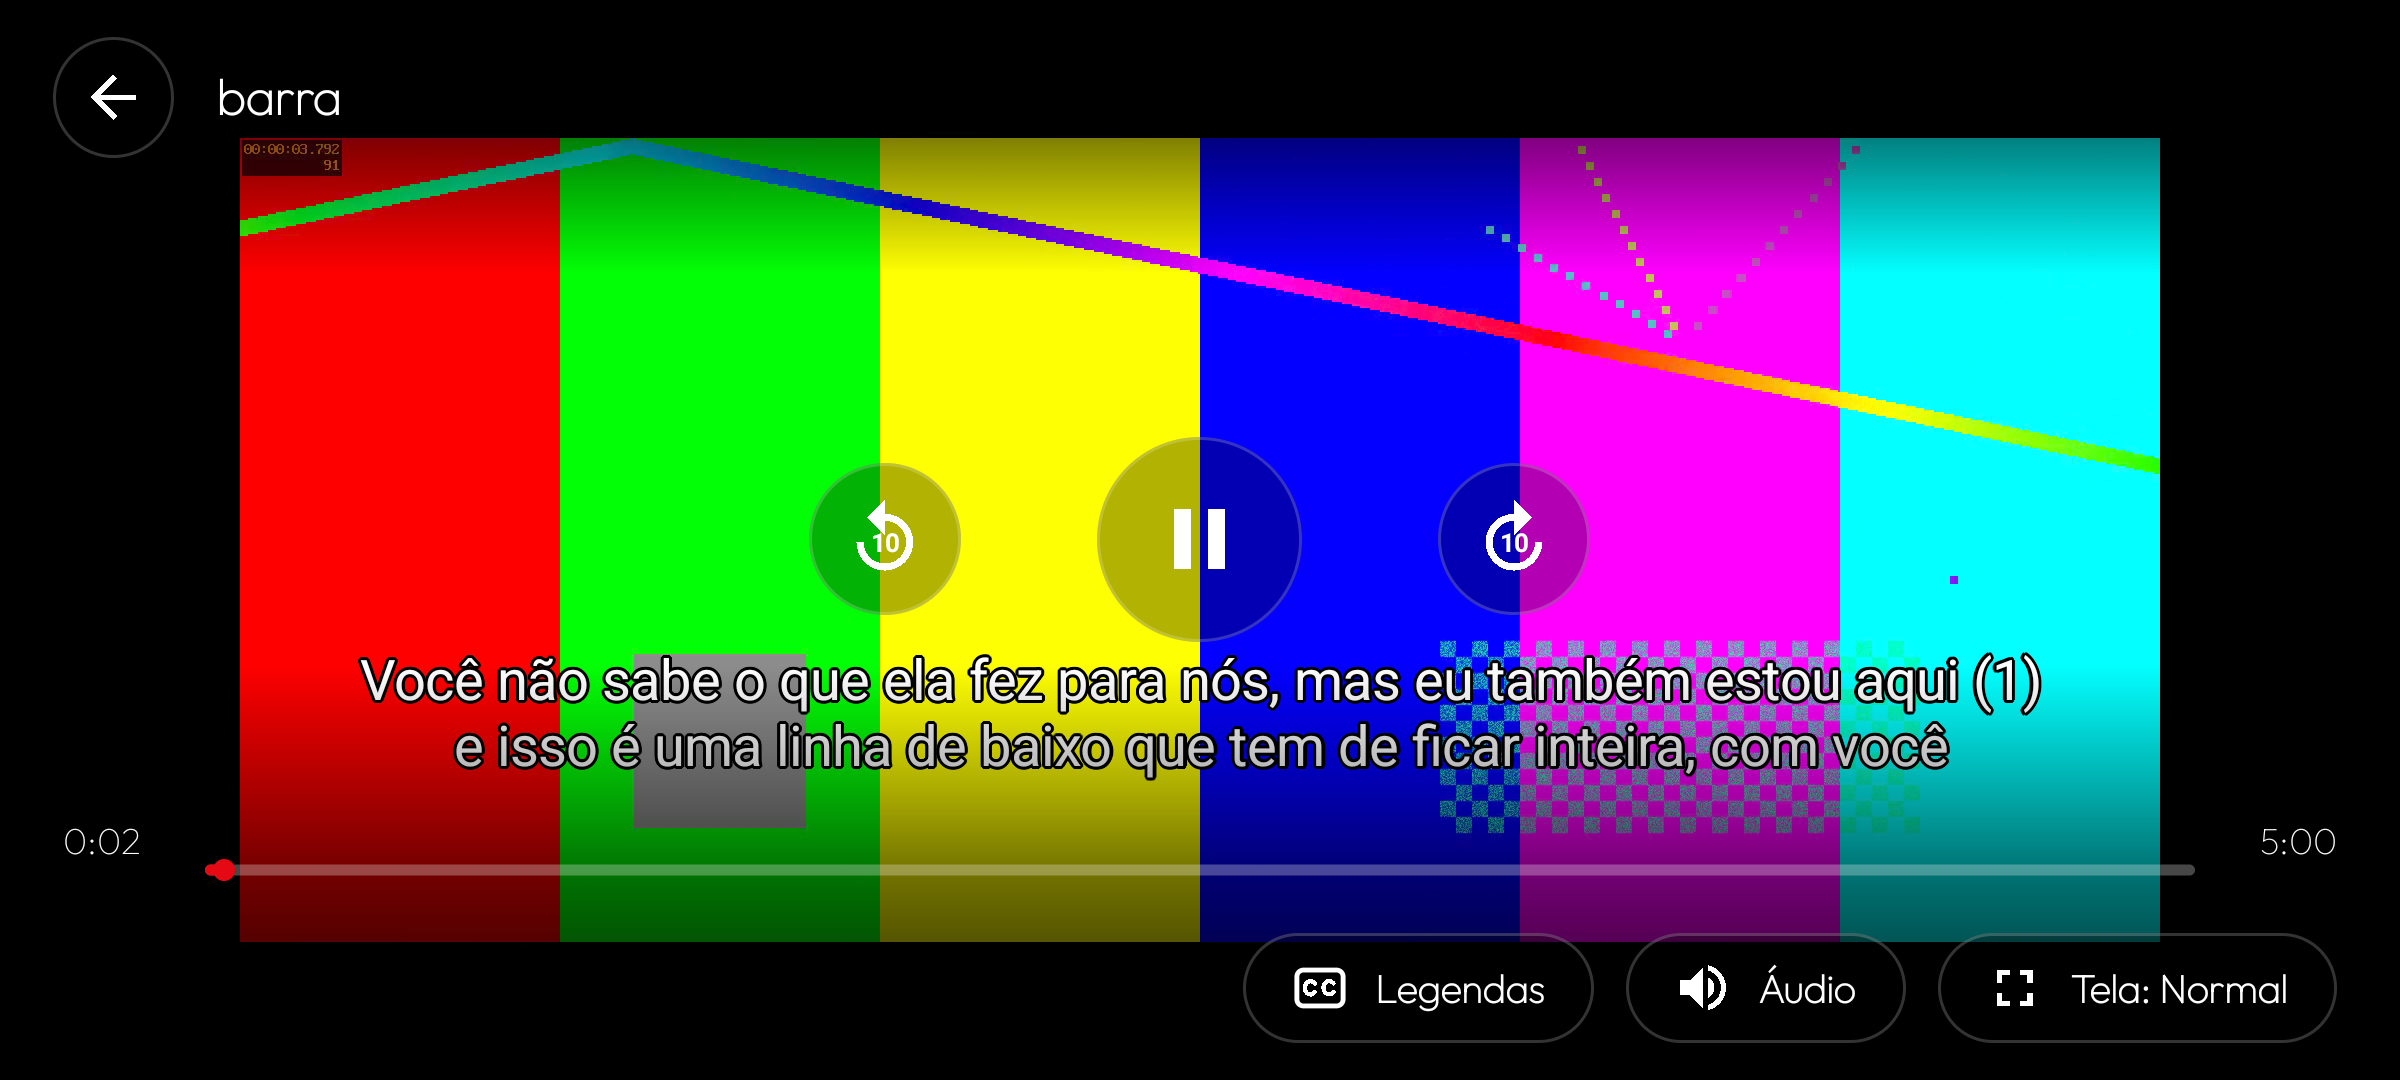 barra
00:00:03.792
91
10
10
Você não sabe o que ela fez para nós, mas eu também estou aqui (1)
e isso é uma linha de baixo que tem de ficar inteira, com você
0:02
5:00
CC Legendas
Áudio
Tela: Normal